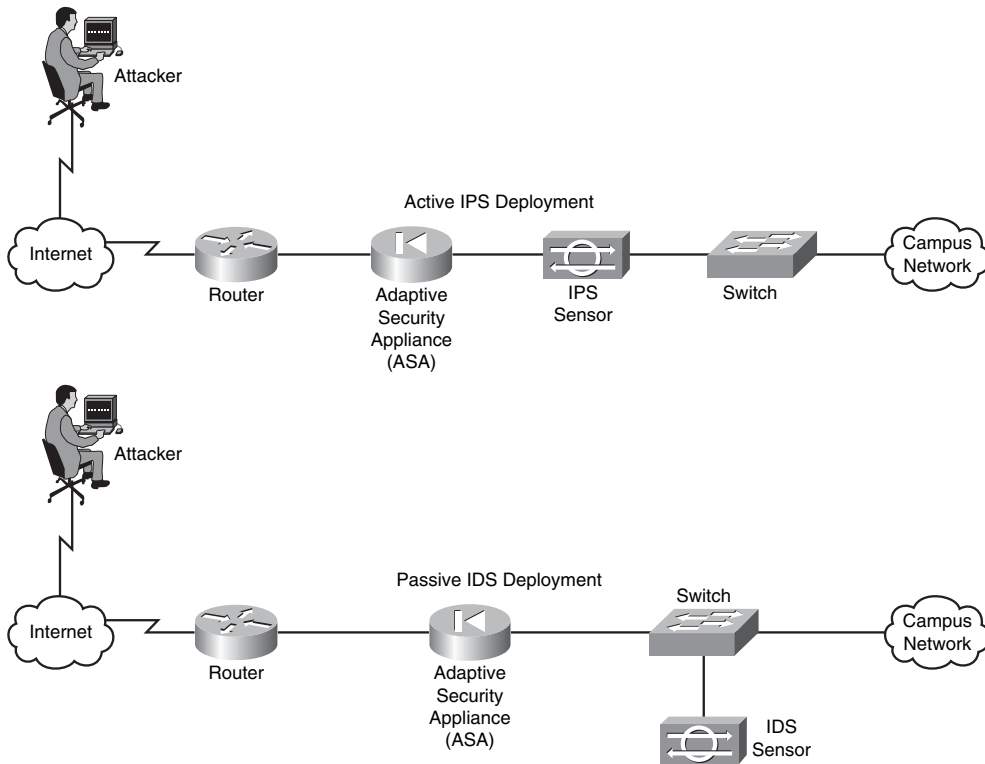 Attacker
Active IPS Deployment
Internet
Router
Adaptive
Security
Appliance
(ASA)
IPS
Sensor
Switch
Campus
Network
Attacker
Passive IDS Deployment
Switch
Internet
Router
Adaptive
Security
Appliance
(ASA)
Campus
Network
IDS
Sensor